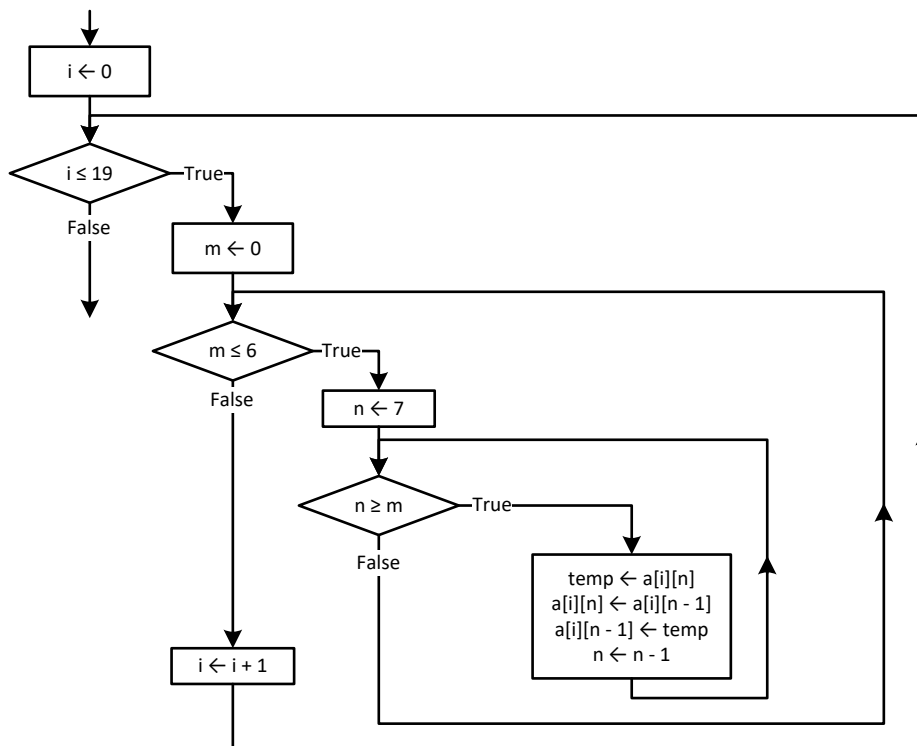 i ← 0
i ≤ 19
True
False
m ← 0
m ≤ 6
True
False
n ← 7
n ≥ m
True
False
temp ← a[i][n]
a[i][n] ← a[i][n - 1]
a[i][n - 1] ← temp
n ← n - 1
i ← i + 1